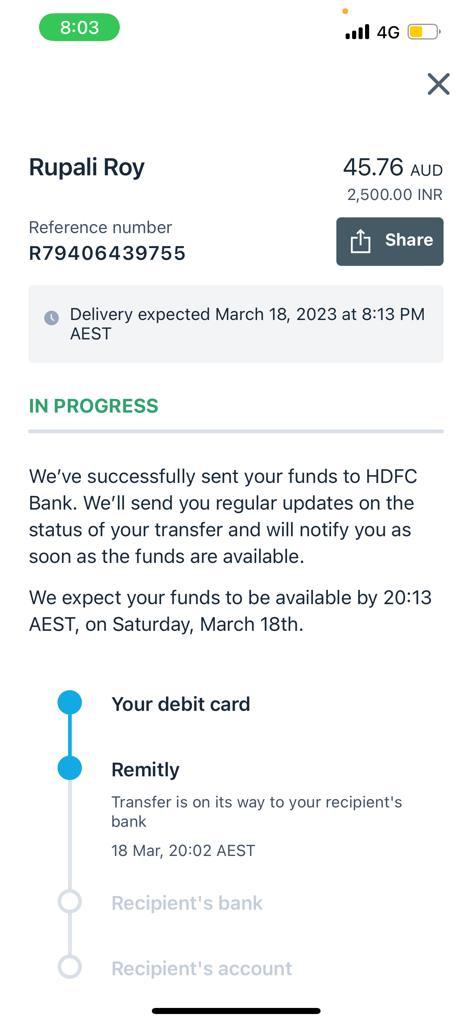 8:03
4G
Rupali Roy
45.76 AUD
2,500.00 INR
Reference number
R79406439755
Share
Delivery expected March 18, 2023 at 8:13 PM
AEST
IN PROGRESS
We’ve successfully sent your funds to HDFC
Bank. We’ll send you regular updates on the
status of your transfer and will notify you as
soon as the funds are available.
We expect your funds to be available by 20:13
AEST, on Saturday, March 18th.
Your debit card
Remitly
Transfer is on its way to your recipient's
bank
18 Mar, 20:02 AEST
Recipient's bank
Recipient's account